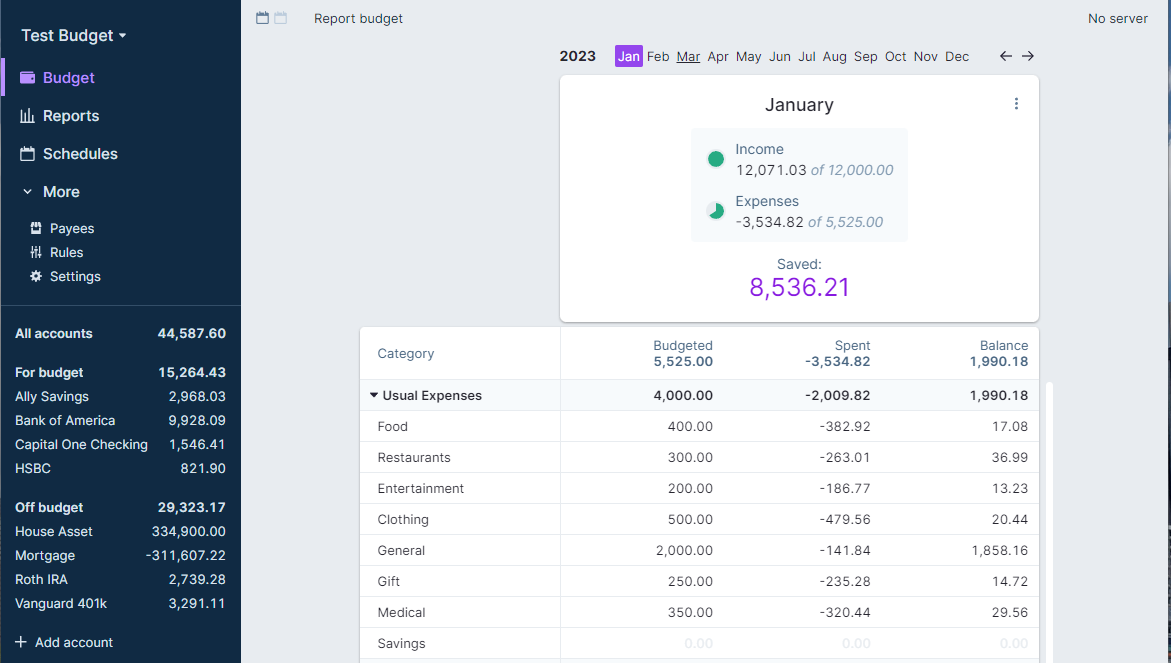 Test Budget
Budget
Reports
Schedules
More
Payees
Rules
Settings
All accounts 44,587.60
For budget 15,264.43
Ally Savings 2,968.03
Bank of America 9,928.09
Capital One Checking 1,546.41
HSBC 821.90
Off budget 29,323.17
House Asset 334,900.00
Mortgage -311,607.22
Roth IRA 2,739.28
Vanguard 401k 3,291.11
+ Add account
Report budget
No server
2023 Jan Feb Mar Apr May Jun Jul Aug Sep Oct Nov Dec
January
Income
12,071.03 of 12,000.00
Expenses
-3,534.82 of 5,525.00
Saved:
8,536.21
Category
Budgeted Spent Balance
5,525.00 -3,534.82 1,990.18
Usual Expenses 4,000.00 -2,009.82 1,990.18
Food 400.00 -382.92 17.08
Restaurants 300.00 -263.01 36.99
Entertainment 200.00 -186.77 13.23
Clothing 500.00 -479.56 20.44
General 2,000.00 -141.84 1,858.16
Gift 250.00 -235.28 14.72
Medical 350.00 -320.44 29.56
Savings 0.00 0.00 0.00